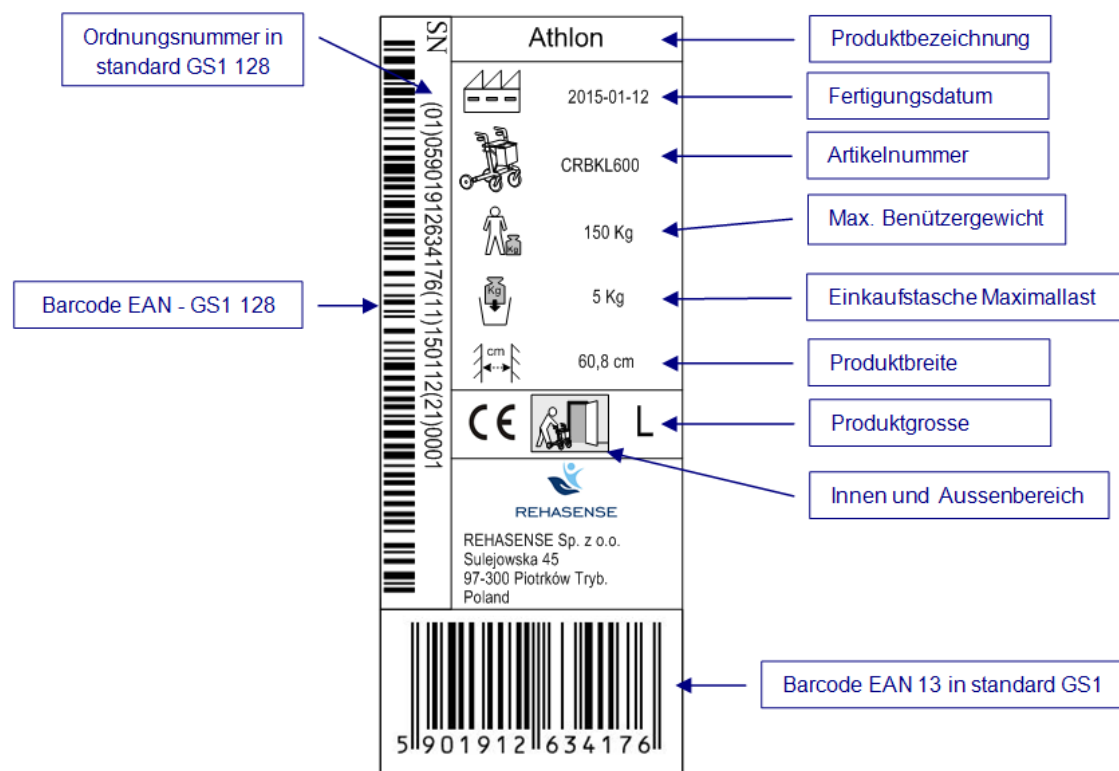 Ordnungsnummer in
standard GS1 128
Barcode EAN - GS1 128
SN
(01)05901912634176(11)150112(21)0001
Athlon
2015-01-12
CRBKL600
Kg
150 Kg
Kg
5 Kg
cm
60,8 cm
CE
L
REHASENSE
REHASENSE Sp. z o.o.
Sulejowska 45
97-300 Piotrków Tryb.
Poland
5 901912 634176
Produktbezeichnung
Fertigungsdatum
Artikelnummer
Max. Benützergewicht
Einkaufstasche Maximallast
Produktbreite
Produktgrosse
Innen und Aussenbereich
Barcode EAN 13 in standard GS1